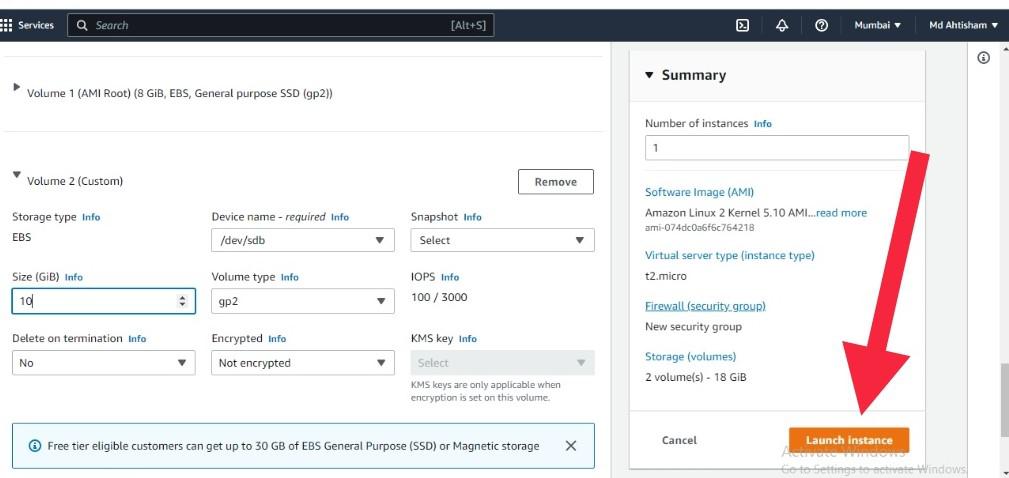 Services
Search
[Alt+S]
Mumbai
Md Ahtisham
Volume 1 (AMI Root) (8 GiB, EBS, General purpose SSD (gp2))
Volume 2 (Custom)
Remove
Storage type Info
Device name - required Info
Snapshot Info
EBS
/dev/sdb
Select
Size (GiB) Info
Volume type Info
IOPS Info
10
gp2
100 / 3000
Delete on termination Info
Encrypted Info
KMS key Info
No
Not encrypted
Select
KMS keys are only applicable when
encryption is set on this volume.
Free tier eligible customers can get up to 30 GB of EBS General Purpose (SSD) or Magnetic storage
Summary
Number of instances Info
1
Software Image (AMI)
Amazon Linux 2 Kernel 5.10 AMI...read more
ami-074dc0a6f6c764218
Virtual server type (instance type)
t2.micro
Firewall (security group)
New security group
Storage (volumes)
2 volume(s) - 18 GiB
Cancel
Launch instance
Activate Windows
Go to Settings to activate Windows.